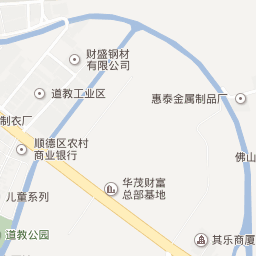 财盛钢材
有限公司
道教工业区
惠泰金属制品厂
制衣厂
顺德区农村
商业银行
佛山
华茂财富
总部基地
儿童系列
道教公园
其乐商厦